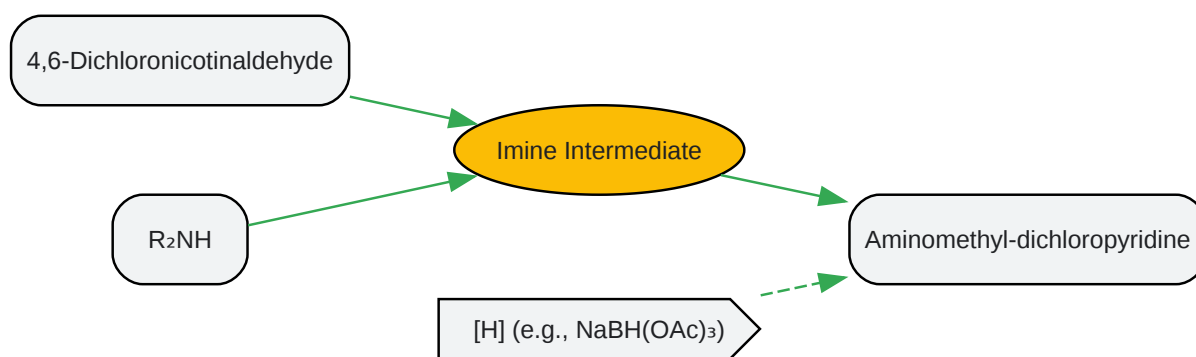 4,6-Dichloronicotinaldehyde
Imine Intermediate
R₂NH
Aminomethyl-dichloropyridine
[H] (e.g., NaBH(OAc)₃)